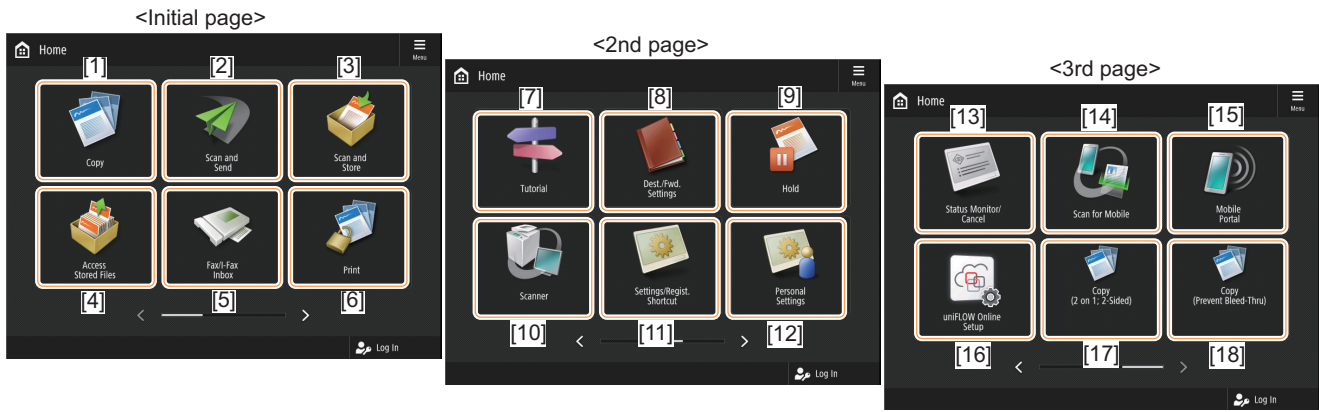 <Initial page>
Home
Menu
[1]
[2]
[3]
Copy
Scan and
Send
Scan and
Store
Access
Stored Files
Fax/I-Fax
Inbox
Print
[4]
[5]
[6]
<
>
Log In
<2nd page>
Home
Menu
[7]
[8]
[9]
Tutorial
Dest./Fwd.
Settings
Hold
Scanner
Settings/Regist.
Shortcut
Personal
Settings
[10]
[11]
[12]
<
>
Log In
<3rd page>
Home
Menu
[13]
[14]
[15]
Status Monitor/
Cancel
Scan for Mobile
Mobile
Portal
uniFLOW Online
Setup
Copy
(2 on 1; 2-Sided)
Copy
(Prevent Bleed-Thru)
[16]
[17]
[18]
<
>
Log In